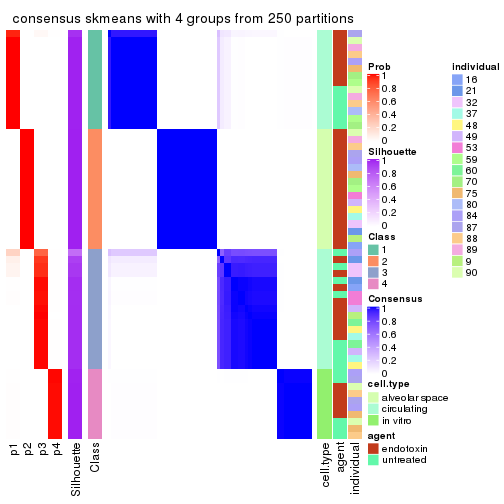 consensus skmeans with 4 groups from 250 partitions
Prob
1
0.8
0.6
0.4
0.2
0
Silhouette
1
0.8
0.6
0.4
0.2
0
Class
1
2
3
4
Consensus
1
0.8
0.6
0.4
0.2
0
cell.type
alveolar space
circulating
in vitro
agent
endotoxin
untreated
individual
16
21
32
37
48
49
53
59
60
70
75
80
84
87
88
89
9
90
p1
p2
p3
p4
Silhouette
Class
cell.type
agent
individual